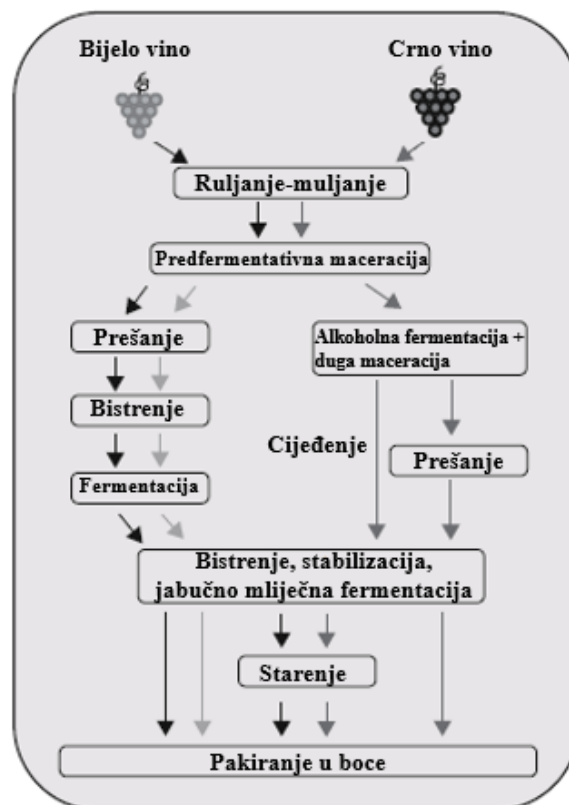 Bijelo vino
Crno vino
Ruljanje-muljanje
Predfermentativna maceracija
Prešanje
Alkoholna fermentacija +
duga maceracija
Bistrenje
Cijeđenje
Prešanje
Fermentacija
Bistrenje, stabilizacija,
jabučno mliječna fermentacija
Starenje
Pakiranje u boce